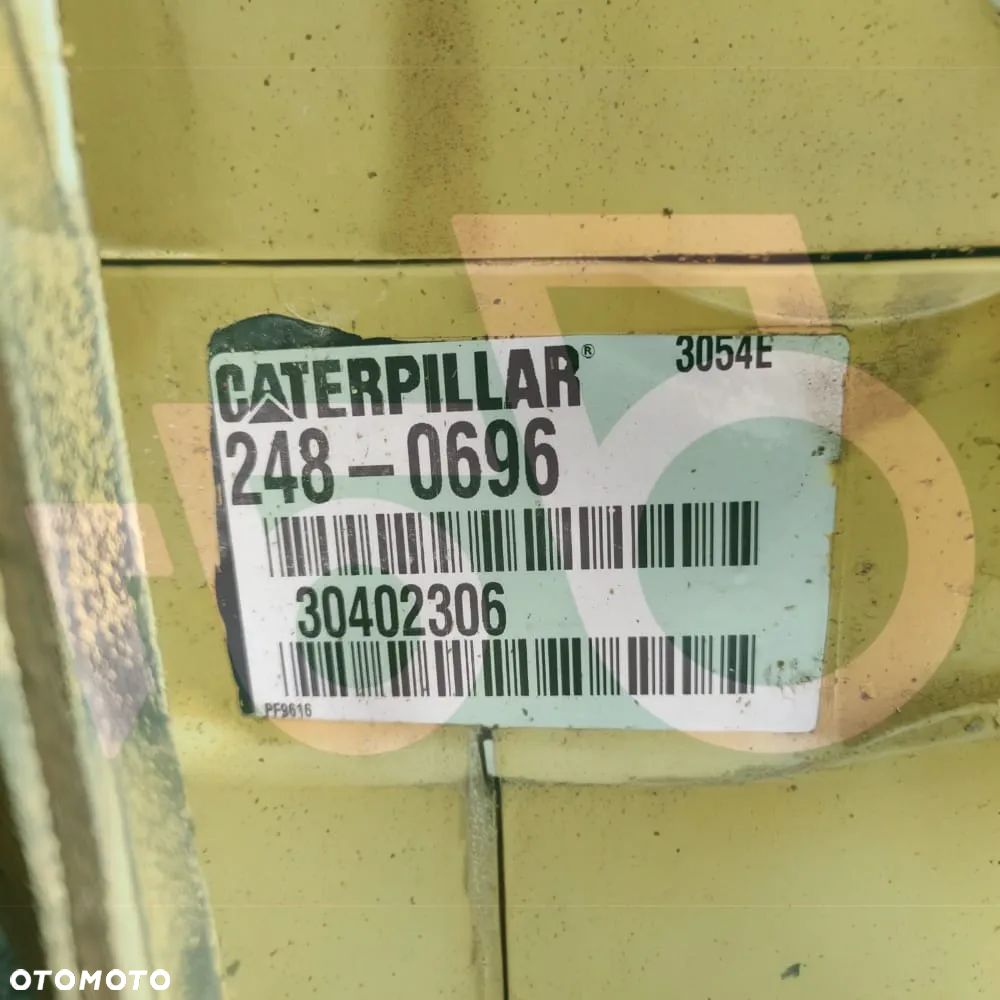 CATERPILLAR® 3054E
248-0696
30402306
PF9616
OTOMOTO